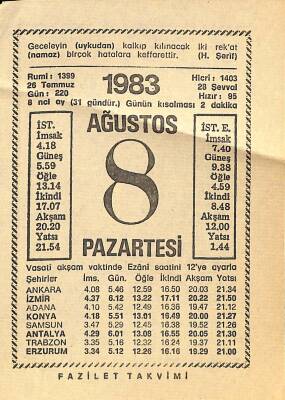 Geceleyin (uykudan) kalkıp kılınacak iki rek'at
(namaz) birçok hatalara keffarettir. (H. Şerif)
Rumi : 1399
26 Temmuz
Gün : 220
1983
Hicri : 1403
28 Şevval
Hızır : 95
8 nci ay (31 gündür.) Günün kısalması 2 dakika
AĞUSTOS
8
PAZARTESİ
İST.
İmsak
4.18
Güneş
5.59
Öğle
13.14
İkindi
17.07
Akşam
20.20
Yatsı
21.54
İST. E.
İmsak
7.40
Güneş
9.38
Öğle
4.59
İkindi
8.48
Akşam
12.00
Yatsı
1.44
Vasati akşam vaktinde Ezâni saatini 12'ye ayarla
Şehirler İms. Gün. Öğle İkindi Akşam Yatsı
ANKARA 4.08 5.46 12.59 16.50 20.03 21.34
İZMİR 4.37 6.12 13.22 17.11 20.22 21.50
ADANA 4.10 5.42 12.49 16.36 19.47 21.12
KONYA 4.18 5.51 13.01 16.49 20.00 21.27
SAMSUN 3.47 5.29 12.45 16.38 19.52 21.26
ANTALYA 4.29 6.01 13.08 16.55 20.05 21.30
TRABZON 3.35 5.16 12.32 16.24 19.37 21.11
ERZURUM 3.34 5.12 12.26 16.16 19.29 21.00
FAZİLET TAKVİMİ